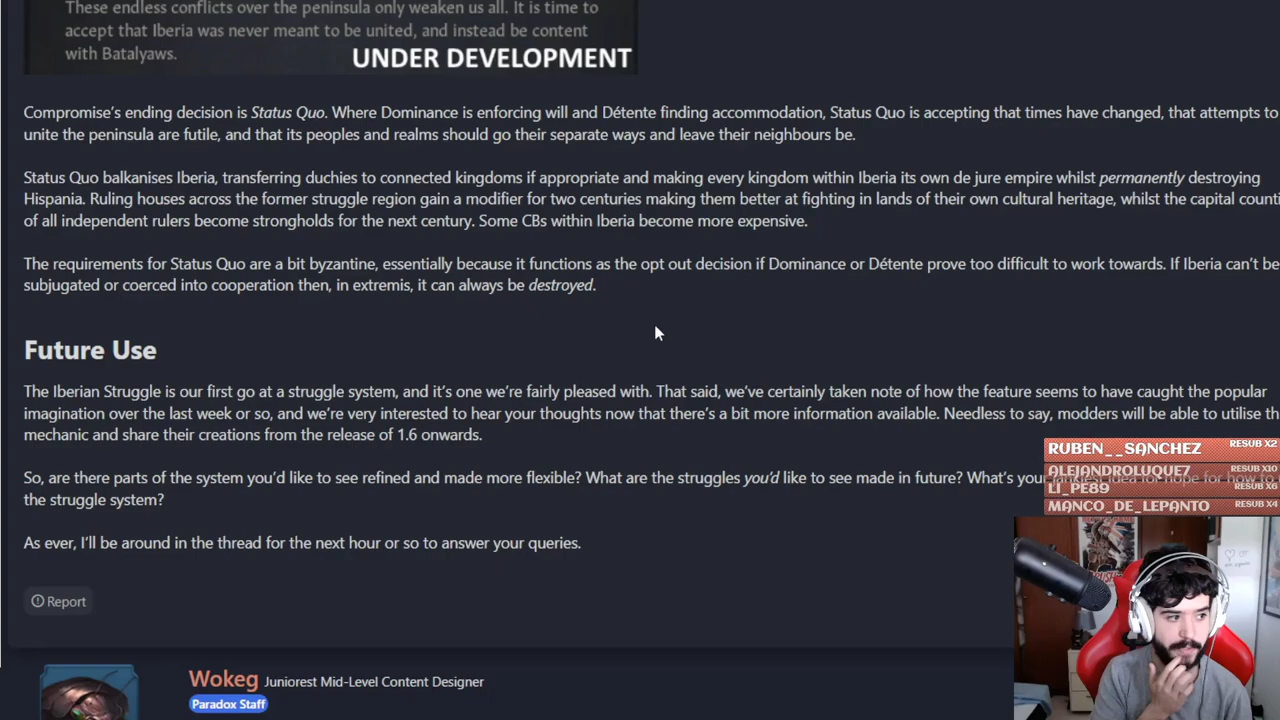 These endless conflicts over the peninsula only weaken us all. It is time to
accept that Iberia was never meant to be united, and instead be content
with Batalyaws.
UNDER DEVELOPMENT
Compromise's ending decision is Status Quo. Where Dominance is enforcing will and Détente finding accommodation, Status Quo is accepting that times have changed, that attempts to
unite the peninsula are futile, and that its peoples and realms should go their separate ways and leave their neighbours be.
Status Quo balkanises Iberia, transferring duchies to connected kingdoms if appropriate and making every kingdom within Iberia its own de jure empire whilst permanently destroying
Hispania. Ruling houses across the former struggle region gain a modifier for two centuries making them better at fighting in lands of their own cultural heritage, whilst the capital counti
of all independent rulers become strongholds for the next century. Some CBs within Iberia become more expensive.
The requirements for Status Quo are a bit byzantine, essentially because it functions as the opt out decision if Dominance or Détente prove too difficult to work towards. If Iberia can't be
subjugated or coerced into cooperation then, in extremis, it can always be destroyed.
Future Use
The Iberian Struggle is our first go at a struggle system, and it's one we're fairly pleased with. That said, we've certainly taken note of how the feature seems to have caught the popular
imagination over the last week or so, and we're very interested to hear your thoughts now that there's a bit more information available. Needless to say, modders will be able to utilise th
mechanic and share their creations from the release of 1.6 onwards.
RUBEN__SANCHEZ RESUB X2
ALEJANDROLUQUE7 RESUB X10
So, are there parts of the system you'd like to see refined and made more flexible? What are the struggles you'd like to see made in future? What's your for how to
LI_PE89 RESUB X6
the struggle system?
MANCO_DE_LEPANTO RESUB X4
As ever, I'll be around in the thread for the next hour or so to answer your queries.
Report
Wokeg Juniorest Mid-Level Content Designer
Paradox Staff